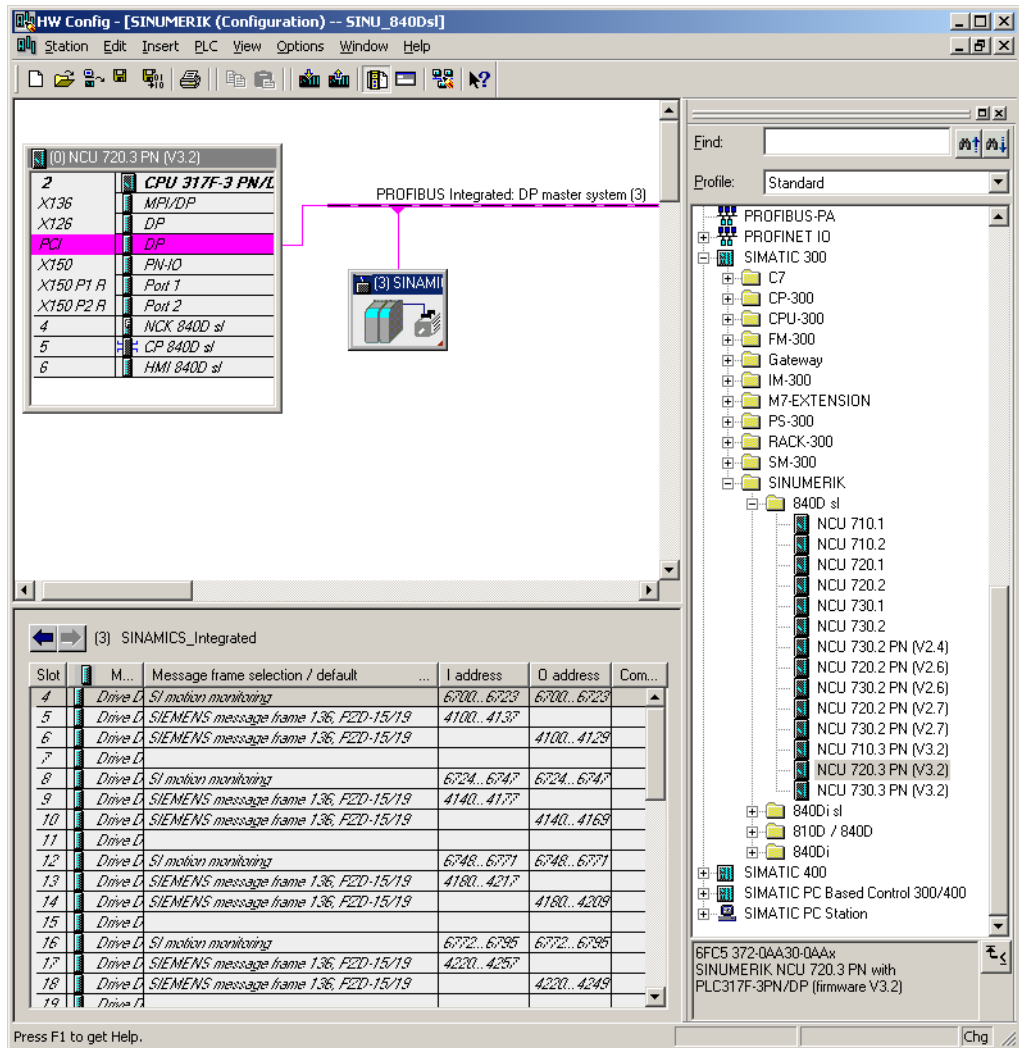 HW Config - [SINUMERIK (Configuration) -- SINU_840Dsl]
Station Edit Insert PLC View Options Window Help
(0) NCU 720.3 PN (V3.2)
2 CPU 317F-3 PN/D
X136 MPI/DP
X126 DP
PCI DP
X150 PN-IO
X150 P1 R Port 1
X150 P2 R Port 2
4 NCK 840D sl
5 CP 840D sl
6 HMI 840D sl
PROFIBUS Integrated: DP master system (3)
(3) SINAMI
Find:
Profile: Standard
PROFIBUS-PA
PROFINET IO
SIMATIC 300
C7
CP-300
CPU-300
FM-300
Gateway
IM-300
M7-EXTENSION
PS-300
RACK-300
SM-300
SINUMERIK
840D sl
NCU 710.1
NCU 710.2
NCU 720.1
NCU 720.2
NCU 730.1
NCU 730.2
NCU 730.2 PN (V2.4)
NCU 720.2 PN (V2.6)
NCU 730.2 PN (V2.6)
NCU 720.2 PN (V2.7)
NCU 730.2 PN (V2.7)
NCU 710.3 PN (V3.2)
NCU 720.3 PN (V3.2)
NCU 730.3 PN (V3.2)
840Di sl
810D / 840D
840Di
SIMATIC 400
SIMATIC PC Based Control 300/400
SIMATIC PC Station
6FC5 372-0AA30-0AAx
SINUMERIK NCU 720.3 PN with
PLC317F-3PN/DP (firmware V3.2)
(3) SINAMICS_Integrated
Slot M... Message frame selection / default ... I address O address Com...
4 Drive D SI motion monitoring 6700...6723 6700...6723
5 Drive D SIEMENS message frame 136, PZD-15/19 4100...4137
6 Drive D SIEMENS message frame 136, PZD-15/19 4100...4129
7 Drive D
8 Drive D SI motion monitoring 6724...6747 6724...6747
9 Drive D SIEMENS message frame 136, PZD-15/19 4140...4177
10 Drive D SIEMENS message frame 136, PZD-15/19 4140...4169
11 Drive D
12 Drive D SI motion monitoring 6748...6771 6748...6771
13 Drive D SIEMENS message frame 136, PZD-15/19 4180...4217
14 Drive D SIEMENS message frame 136, PZD-15/19 4180...4209
15 Drive D
16 Drive D SI motion monitoring 6772...6795 6772...6795
17 Drive D SIEMENS message frame 136, PZD-15/19 4220...4257
18 Drive D SIEMENS message frame 136, PZD-15/19 4220...4249
19 Drive D
Press F1 to get Help.
Chg